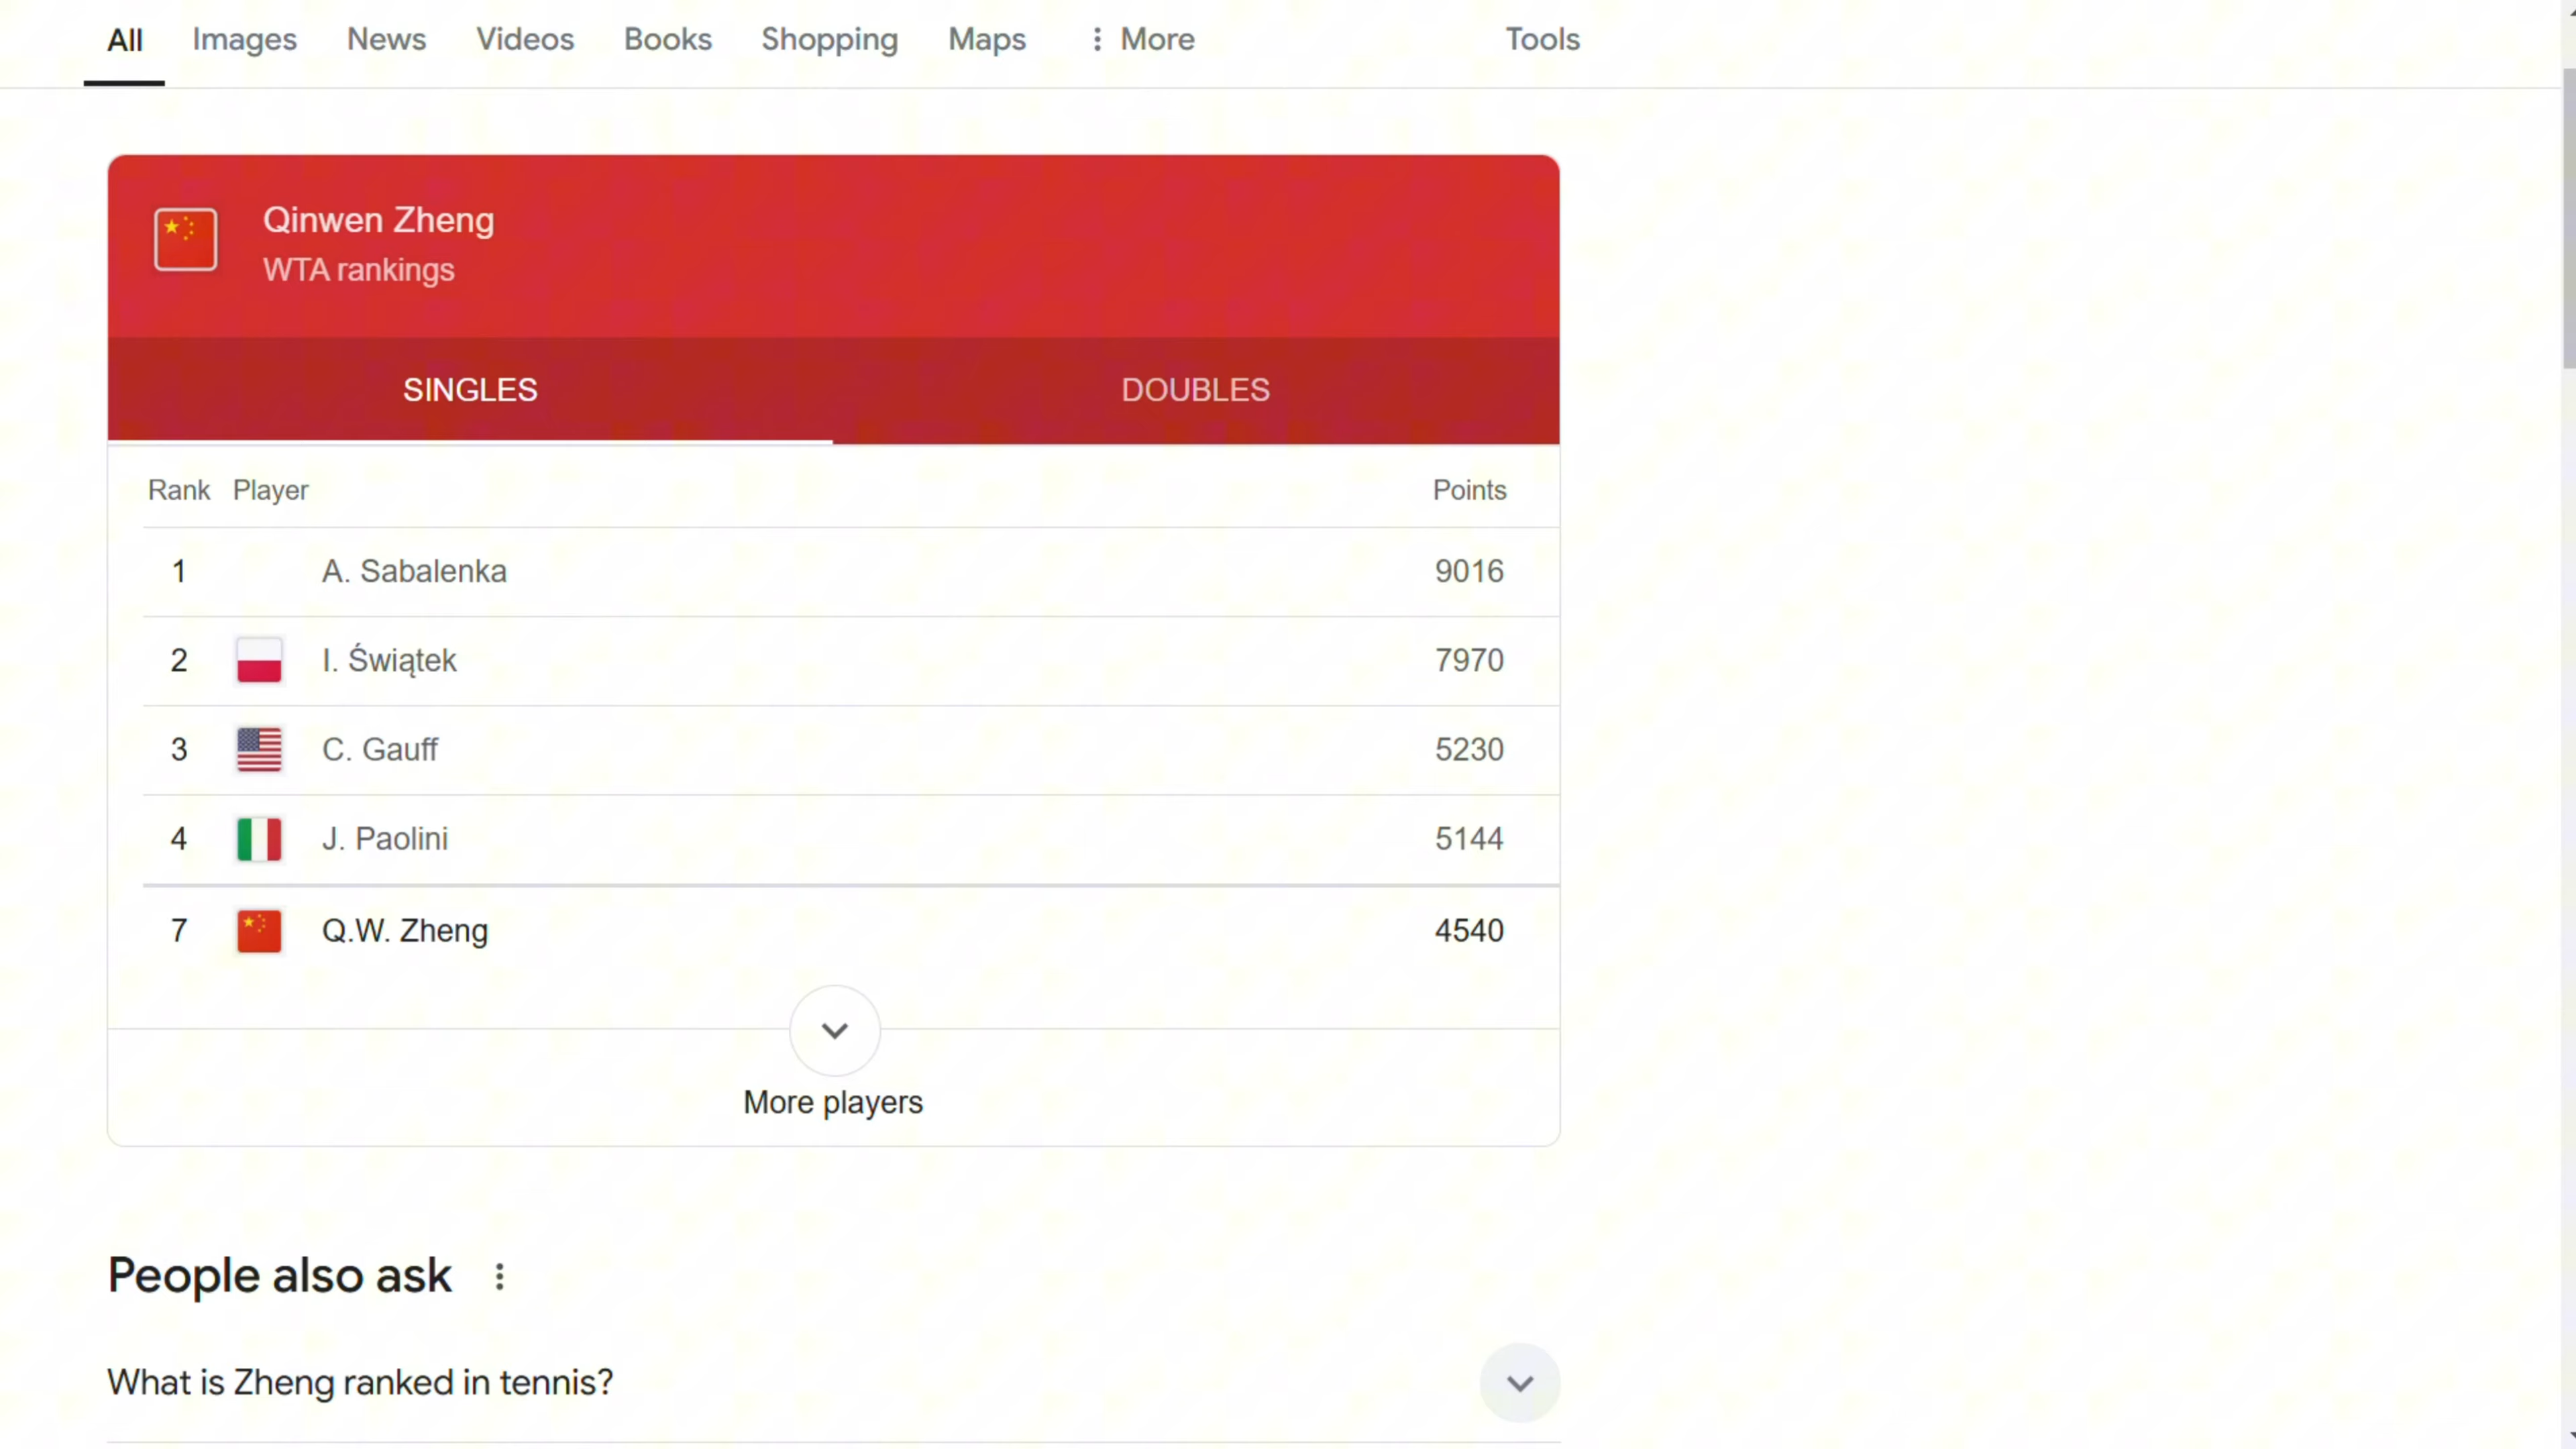 All Images News Videos Books Shopping Maps More Tools
Qinwen Zheng
WTA rankings
SINGLES DOUBLES
Rank Player Points
1 A. Sabalenka 9016
2 I. Świątek 7970
3 C. Gauff 5230
4 J. Paolini 5144
7 Q.W. Zheng 4540
More players
People also ask
What is Zheng ranked in tennis?